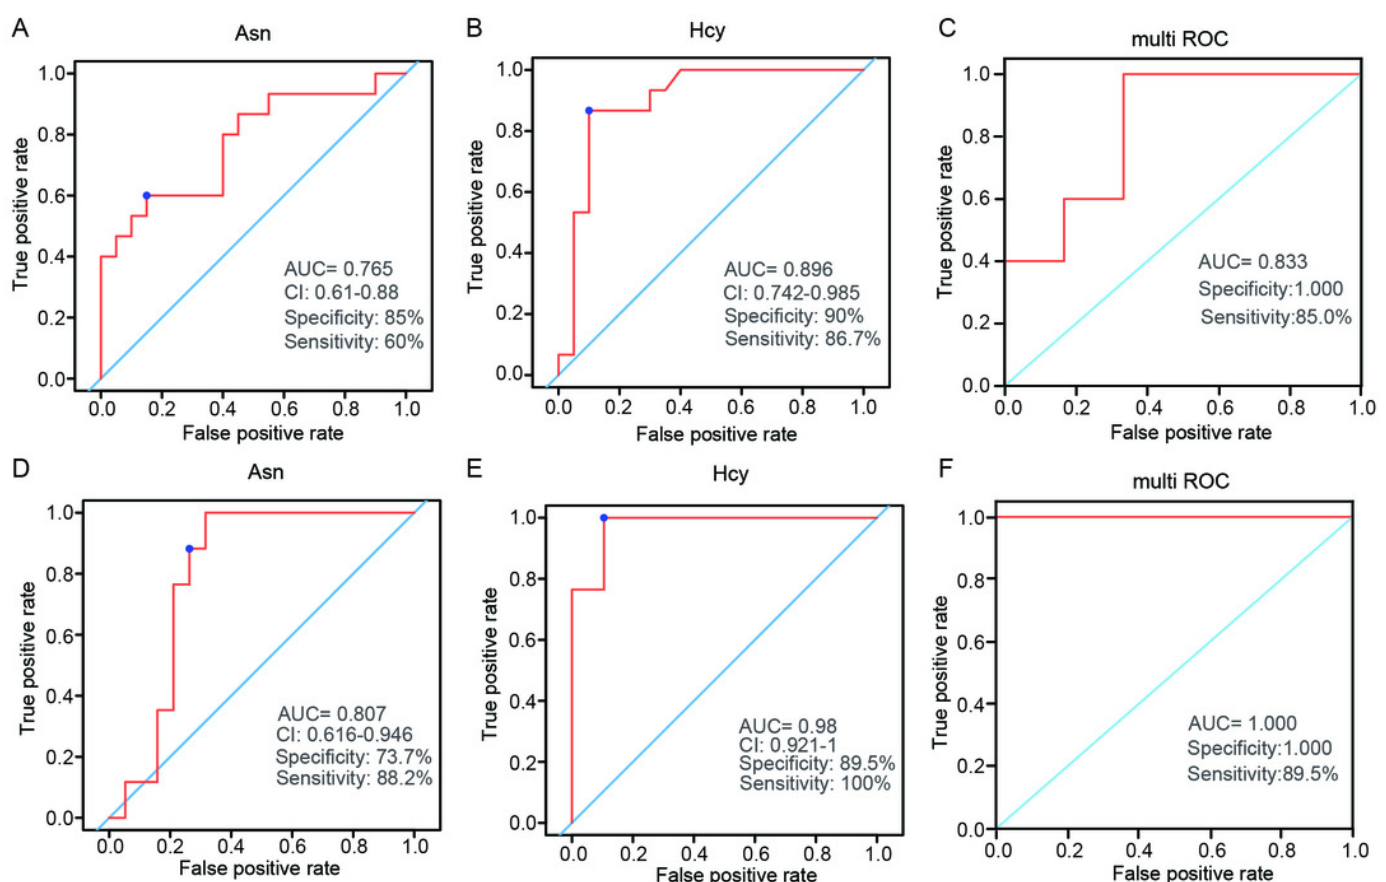 A
Asn
1.0
0.8
0.6
0.4
0.2
0.0
True positive rate
AUC= 0.765
CI: 0.61-0.88
Specificity: 85%
Sensitivity: 60%
0.0 0.2 0.4 0.6 0.8 1.0
False positive rate
B
Hcy
1.0
0.8
0.6
0.4
0.2
0.0
True positive rate
AUC= 0.896
CI: 0.742-0.985
Specificity: 90%
Sensitivity: 86.7%
0.0 0.2 0.4 0.6 0.8 1.0
False positive rate
C
multi ROC
1.0
0.8
0.6
0.4
0.2
0.0
True positive rate
AUC= 0.833
Specificity:1.000
Sensitivity:85.0%
0.0 0.2 0.4 0.6 0.8 1.0
False positive rate
D
Asn
1.0
0.8
0.6
0.4
0.2
0.0
True positive rate
AUC= 0.807
CI: 0.616-0.946
Specificity: 73.7%
Sensitivity: 88.2%
0.0 0.2 0.4 0.6 0.8 1.0
False positive rate
E
Hcy
1.0
0.8
0.6
0.4
0.2
0.0
True positive rate
AUC= 0.98
CI: 0.921-1
Specificity: 89.5%
Sensitivity: 100%
0.0 0.2 0.4 0.6 0.8 1.0
False positive rate
F
multi ROC
1.0
0.8
0.6
0.4
0.2
0.0
True positive rate
AUC= 1.000
Specificity:1.000
Sensitivity:89.5%
0.0 0.2 0.4 0.6 0.8 1.0
False positive rate